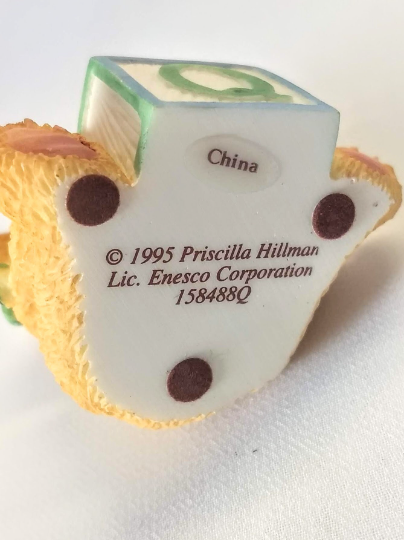 Q
China
© 1995 Priscilla Hillman
Lic. Enesco Corporation
158488Q